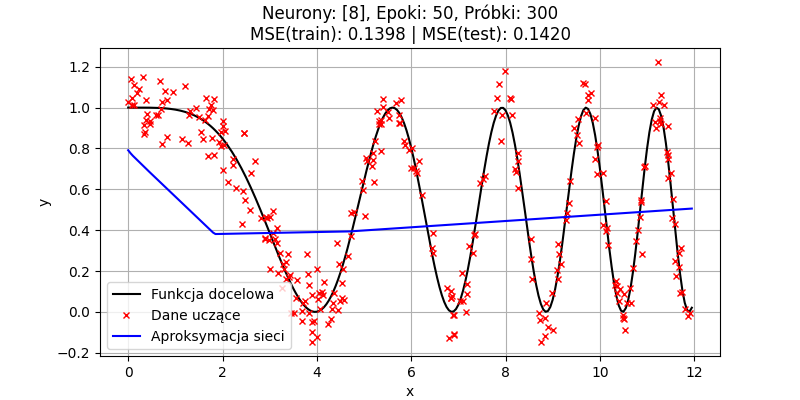 Neurony: [8], Epoki: 50, Próbki: 300
MSE(train): 0.1398 | MSE(test): 0.1420
1.2
1.0
0.8
0.6
0.4
0.2
0.0
−0.2
y
Funkcja docelowa
Dane uczące
Aproksymacja sieci
0 2 4 6 8 10 12
x